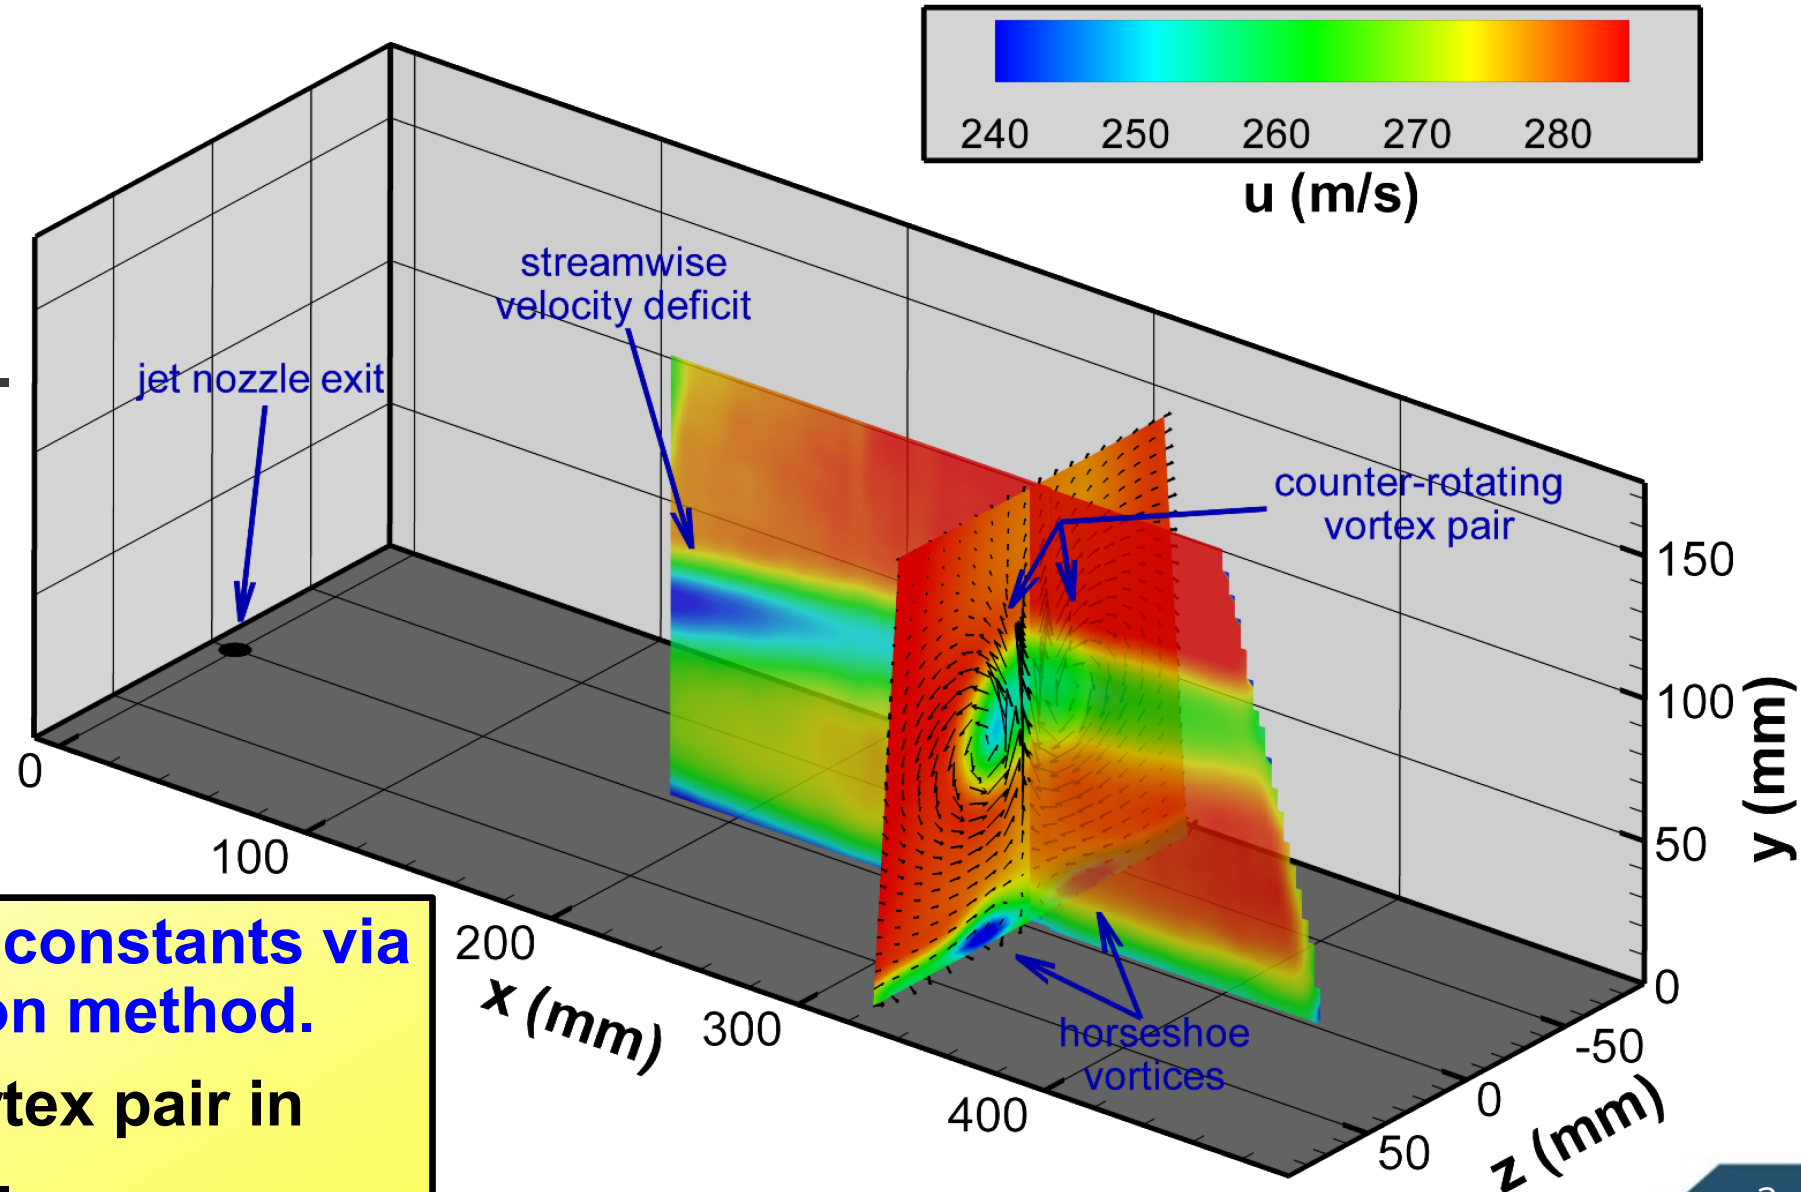 240 250 260 270 280
u (m/s)
streamwise
velocity deficit
jet nozzle exit
counter-rotating
vortex pair
150
100
50
0
y (mm)
0
100
200
300
400
x (mm)
-50
0
50
z (mm)
horseshoe
vortices
constants via
on method.
rtex pair in